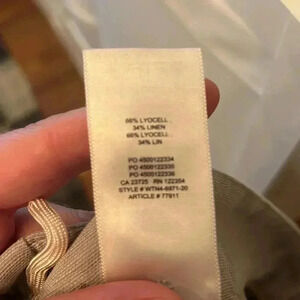 66% LYOCELL
34% LINEN
66% LYOCELL
34% LIN
PO 4500122334
PO 4500122335
PO 4500122336
CA 23725 RN 122354
STYLE # WTN4-6971-20
ARTICLE # 77911